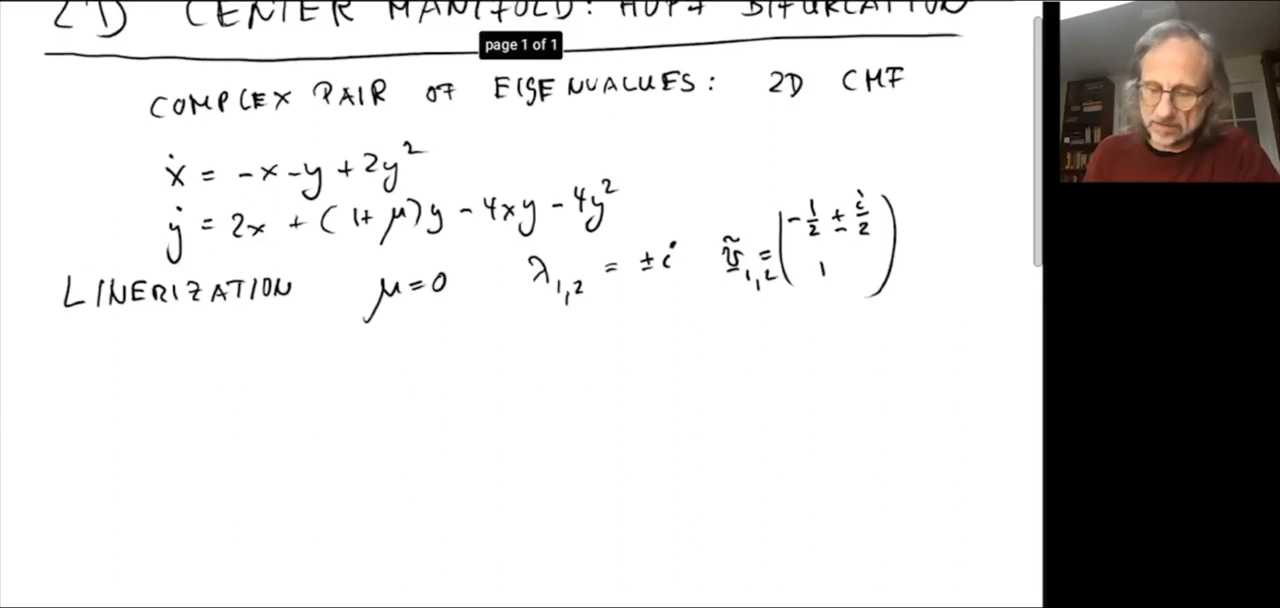 2D CENTER MANIFOLD: HOPF BIFURCATION
page 1 of 1
COMPLEX PAIR OF EIGENVALUES: 2D CMF
ẋ = -x - y + 2y²
ẏ = 2x + (1+μ)y - 4xy - 4y²
LINERIZATION μ=0 λ₁,₂ = ±i ṽ₁,₂ = (-1/2 ± i/2
1)